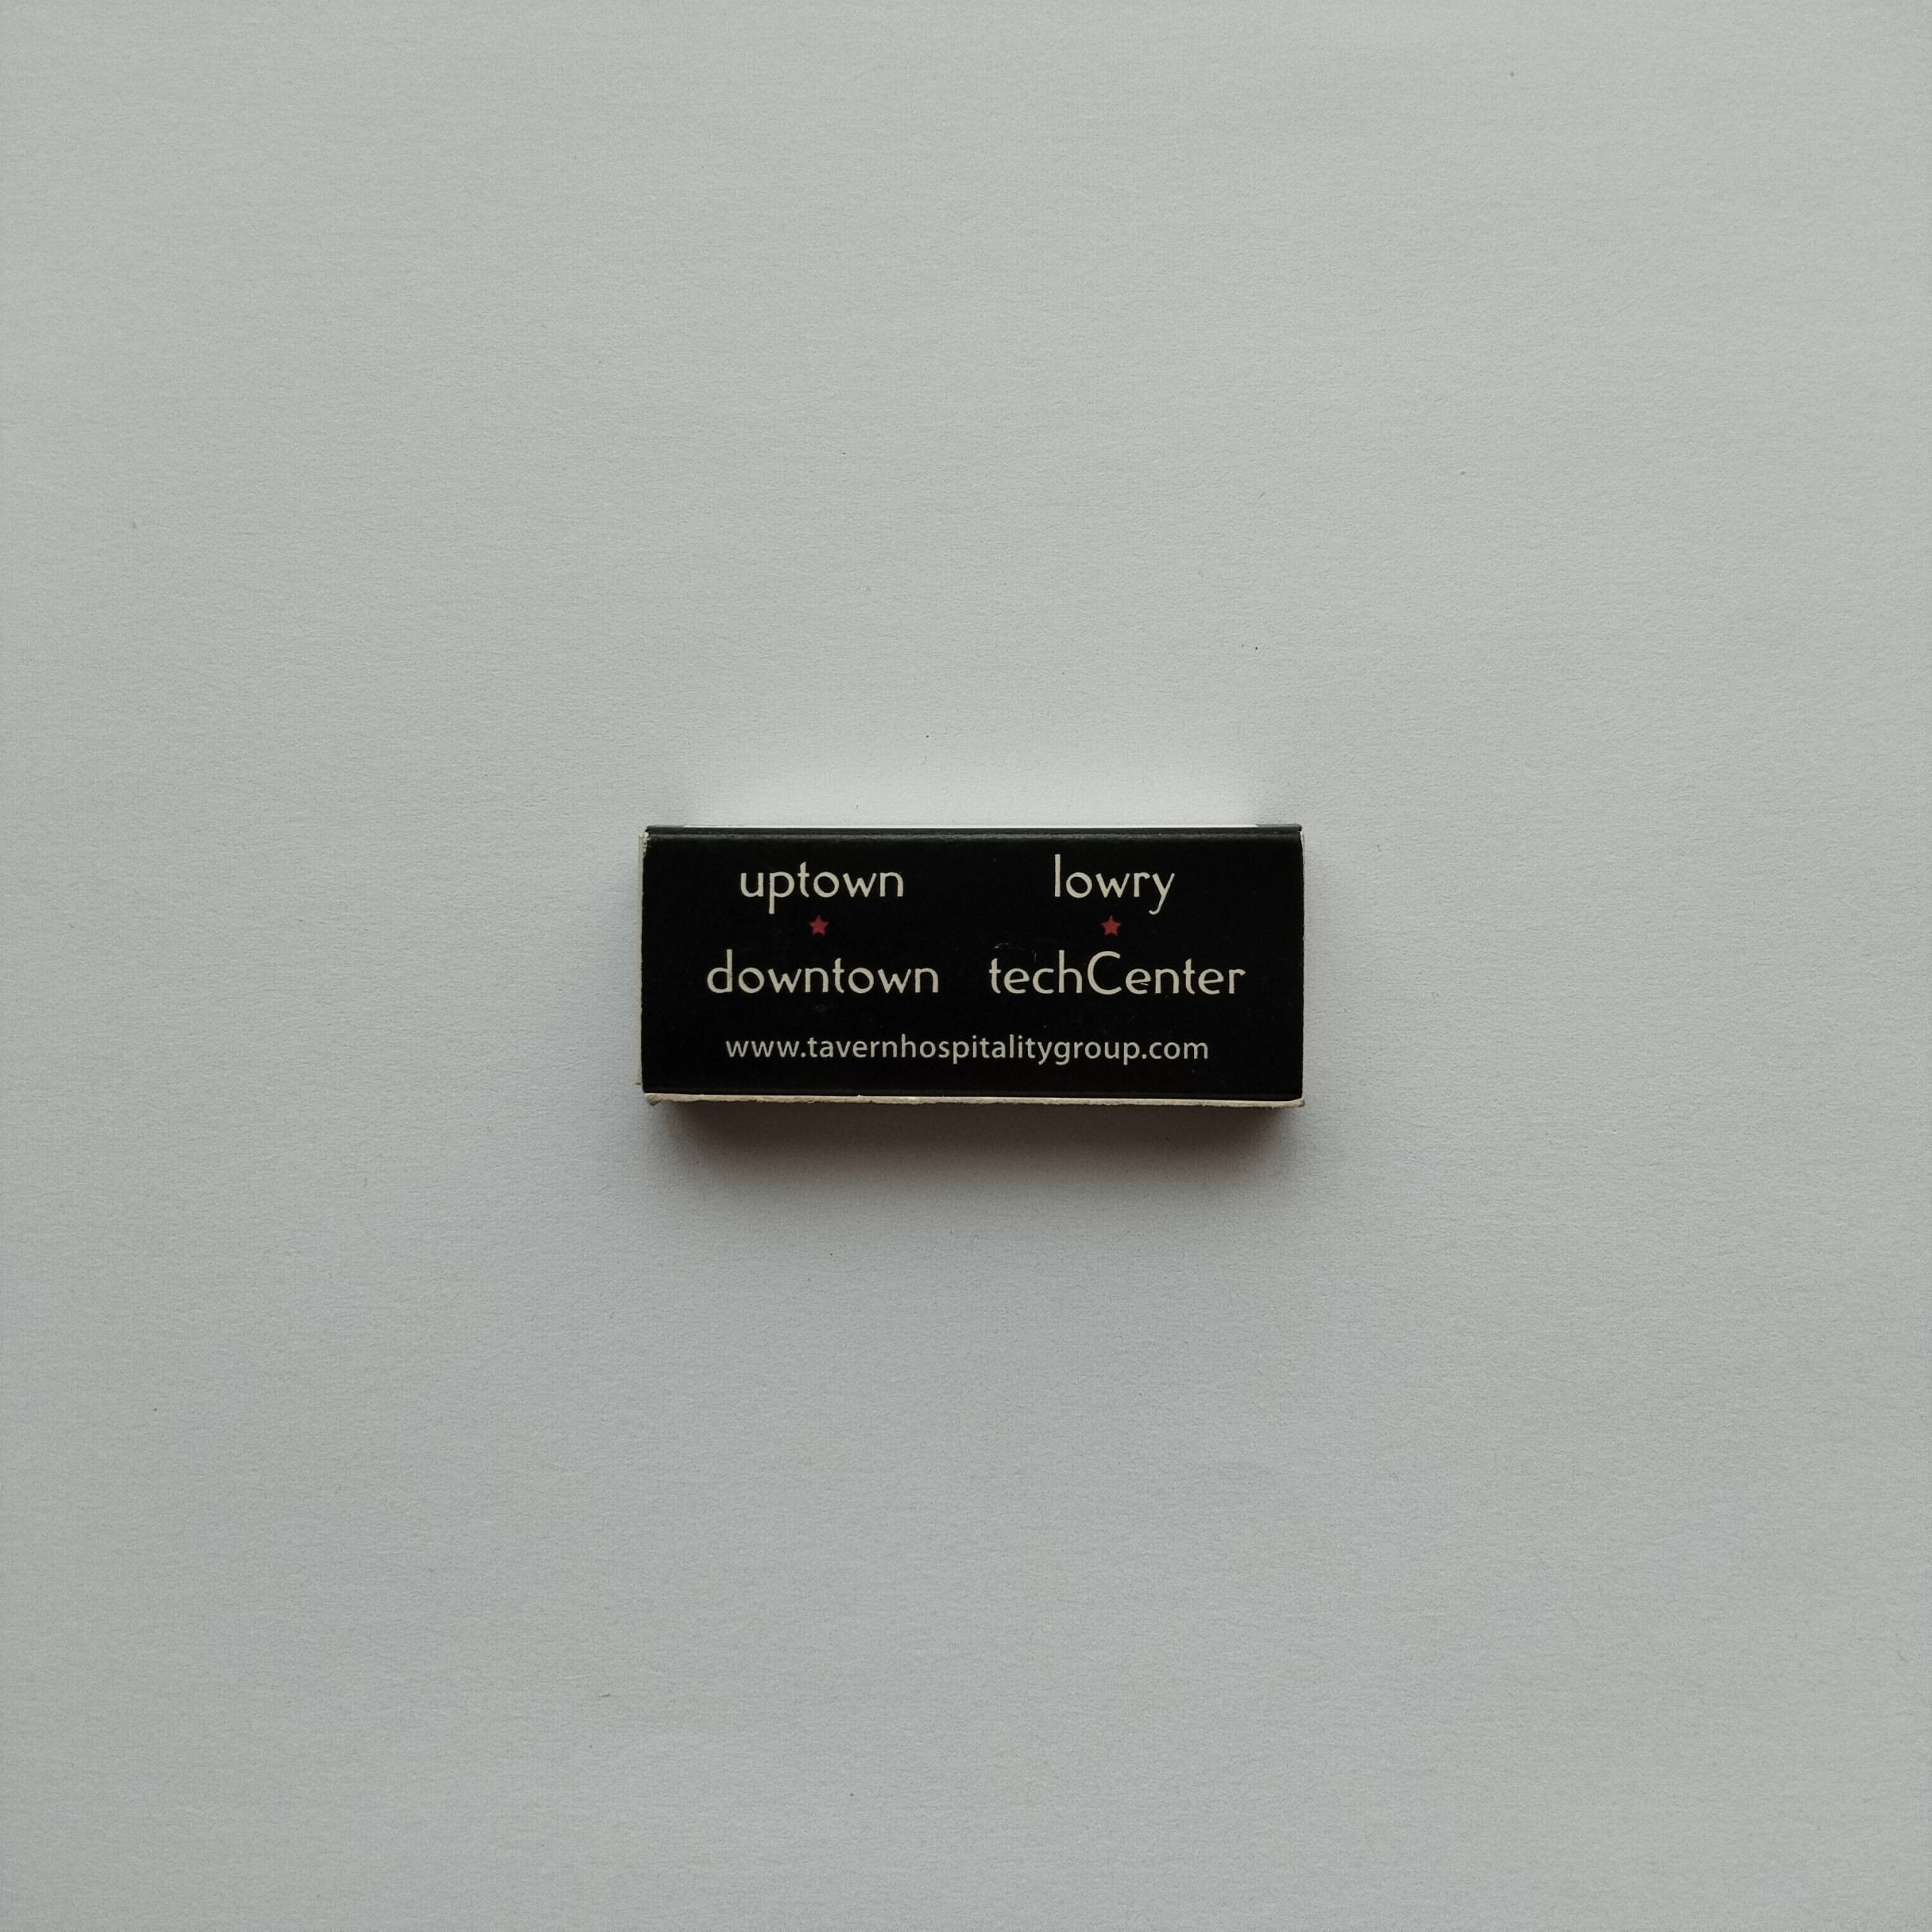 uptown lowry
downtown techCenter
www.tavernhospitalitygroup.com